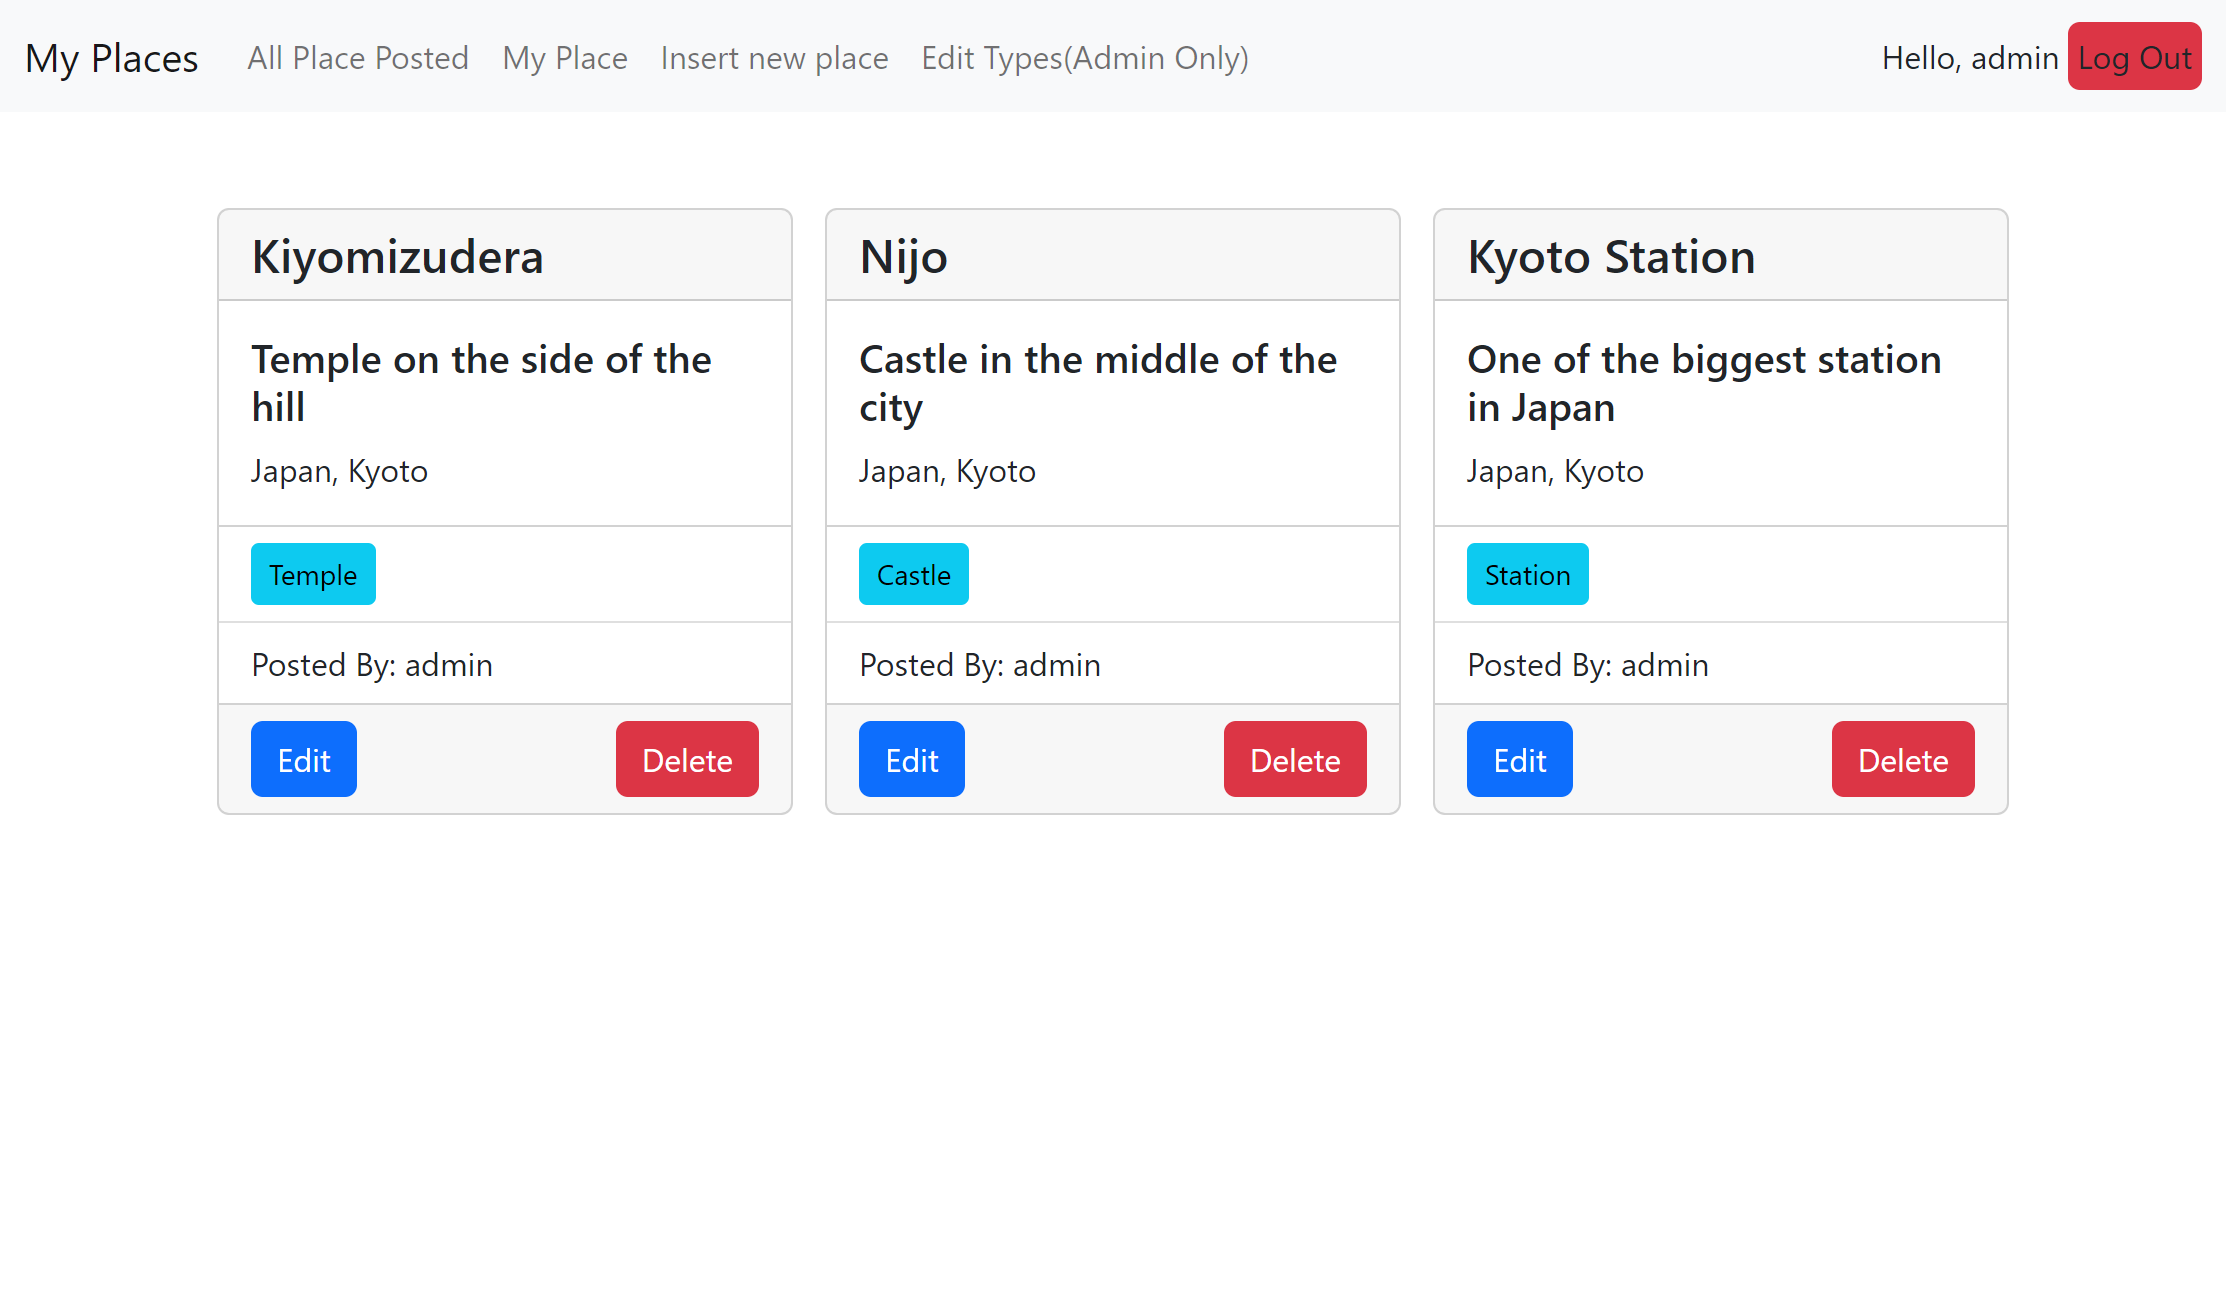 My Places All Place Posted My Place Insert new place Edit Types(Admin Only) Hello, admin Log Out
Kiyomizudera
Temple on the side of the
hill
Japan, Kyoto
Temple
Posted By: admin
Edit Delete
Nijo
Castle in the middle of the
city
Japan, Kyoto
Castle
Posted By: admin
Edit Delete
Kyoto Station
One of the biggest station
in Japan
Japan, Kyoto
Station
Posted By: admin
Edit Delete